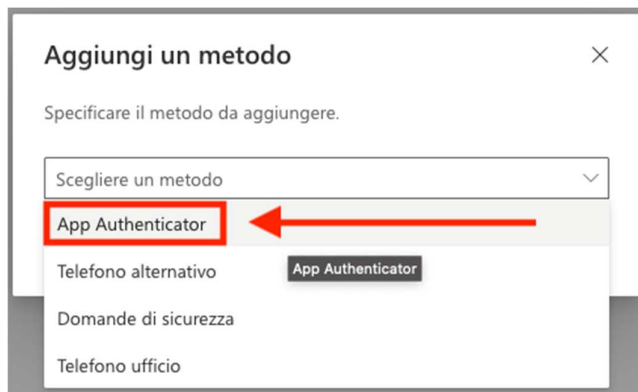 Aggiungi un metodo
Specificare il metodo da aggiungere.
Scegliere un metodo
App Authenticator
Telefono alternativo
App Authenticator
Domande di sicurezza
Telefono ufficio